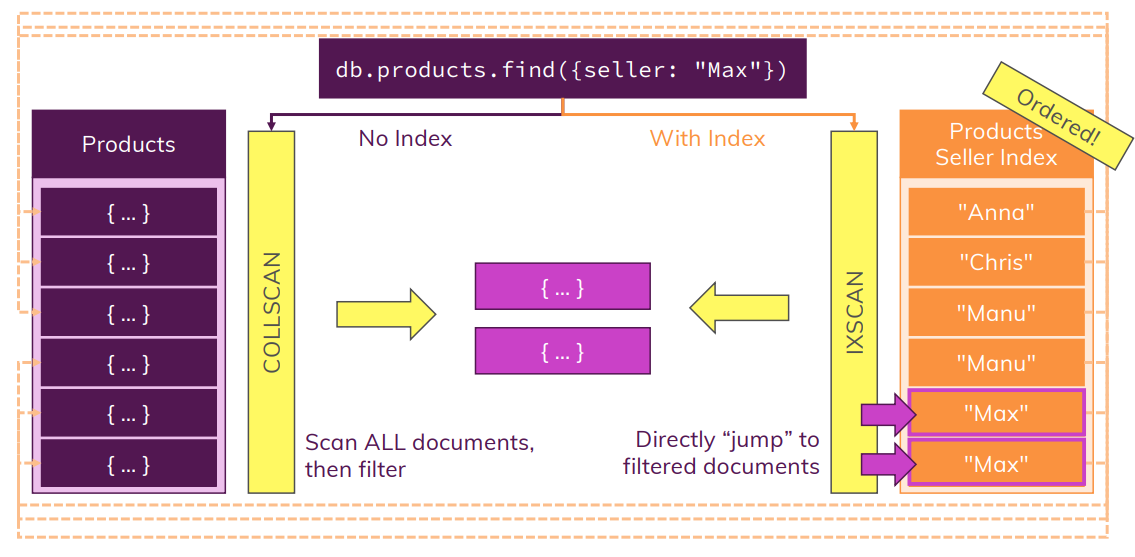 db.products.find({seller: "Max"})
No Index
With Index
Ordered!
Products
{ ... }
{ ... }
{ ... }
{ ... }
{ ... }
{ ... }
COLLSCAN
Scan ALL documents,
then filter
{ ... }
{ ... }
Directly “jump” to
filtered documents
IXSCAN
Products
Seller Index
"Anna"
"Chris"
"Manu"
"Manu"
"Max"
"Max"